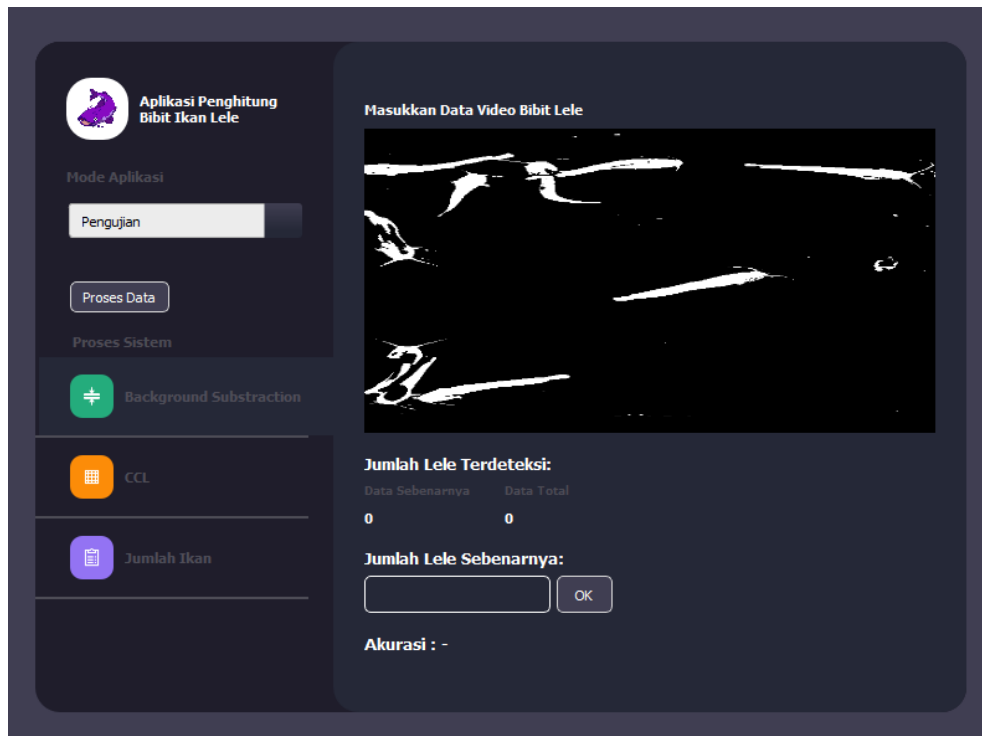 Aplikasi Penghitung
Bibit Ikan Lele
Mode Aplikasi
Pengujian
Proses Data
Proses Sistem
Background Substraction
CCL
Jumlah Ikan
Masukkan Data Video Bibit Lele
Jumlah Lele Terdeteksi:
Data Sebenarnya Data Total
0 0
Jumlah Lele Sebenarnya:
OK
Akurasi : -